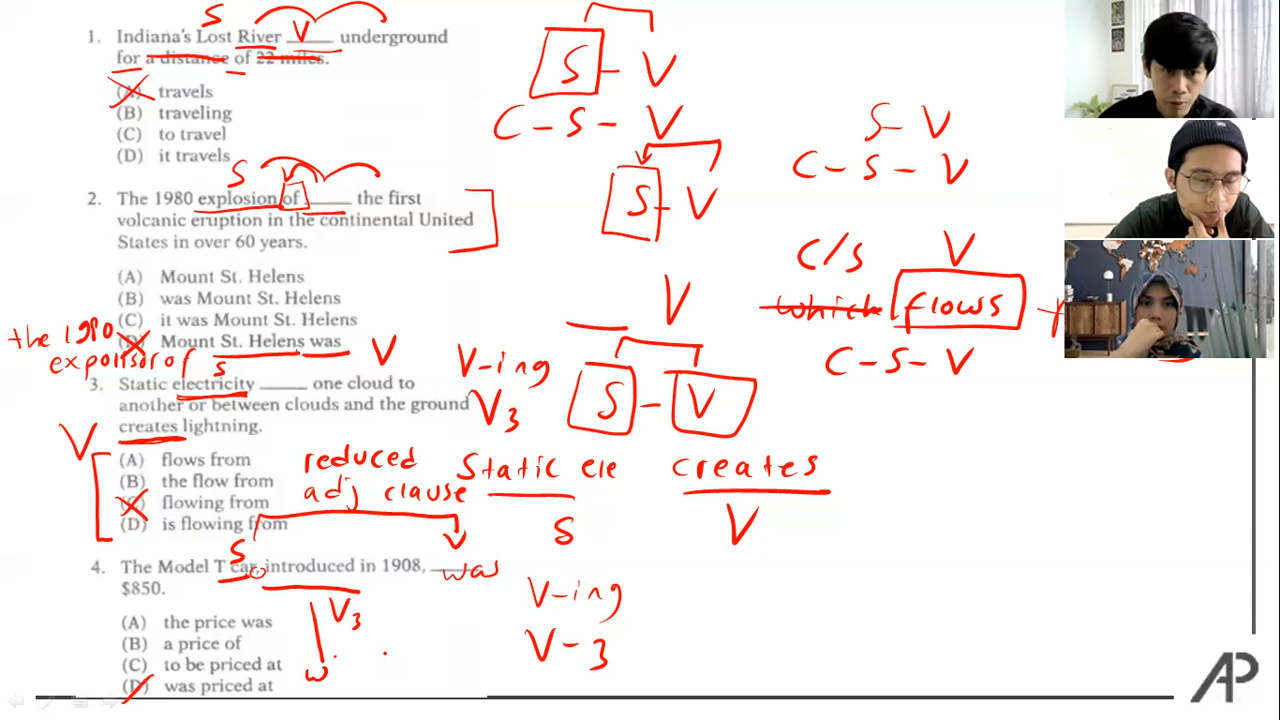 S
V
1. Indiana's Lost River ____ underground
for a distance of 22 miles.
(A) travels
(B) traveling
(C) to travel
(D) it travels
S V
2. The 1980 explosion of ____ the first
volcanic eruption in the continental United
States in over 60 years.
(A) Mount St. Helens
(B) was Mount St. Helens
(C) it was Mount St. Helens
(D) Mount St. Helens was
the 1980
explosion of
S
V
3. Static electricity ____ one cloud to
another or between clouds and the ground
creates lightning.
V
(A) flows from
(B) the flow from
(C) flowing from
(D) is flowing from
reduced
adj clause
S
V
4. The Model T car, introduced in 1908, ____
$850.
was
V3
w
(A) the price was
(B) a price of
(C) to be priced at
(D) was priced at
S - V
C - S - V
S - V
V
V-ing
V3
S - V
Static ele creates
S V
V-ing
V-3
S - V
C - S - V
C/S V
which flows
C - S - V
AP